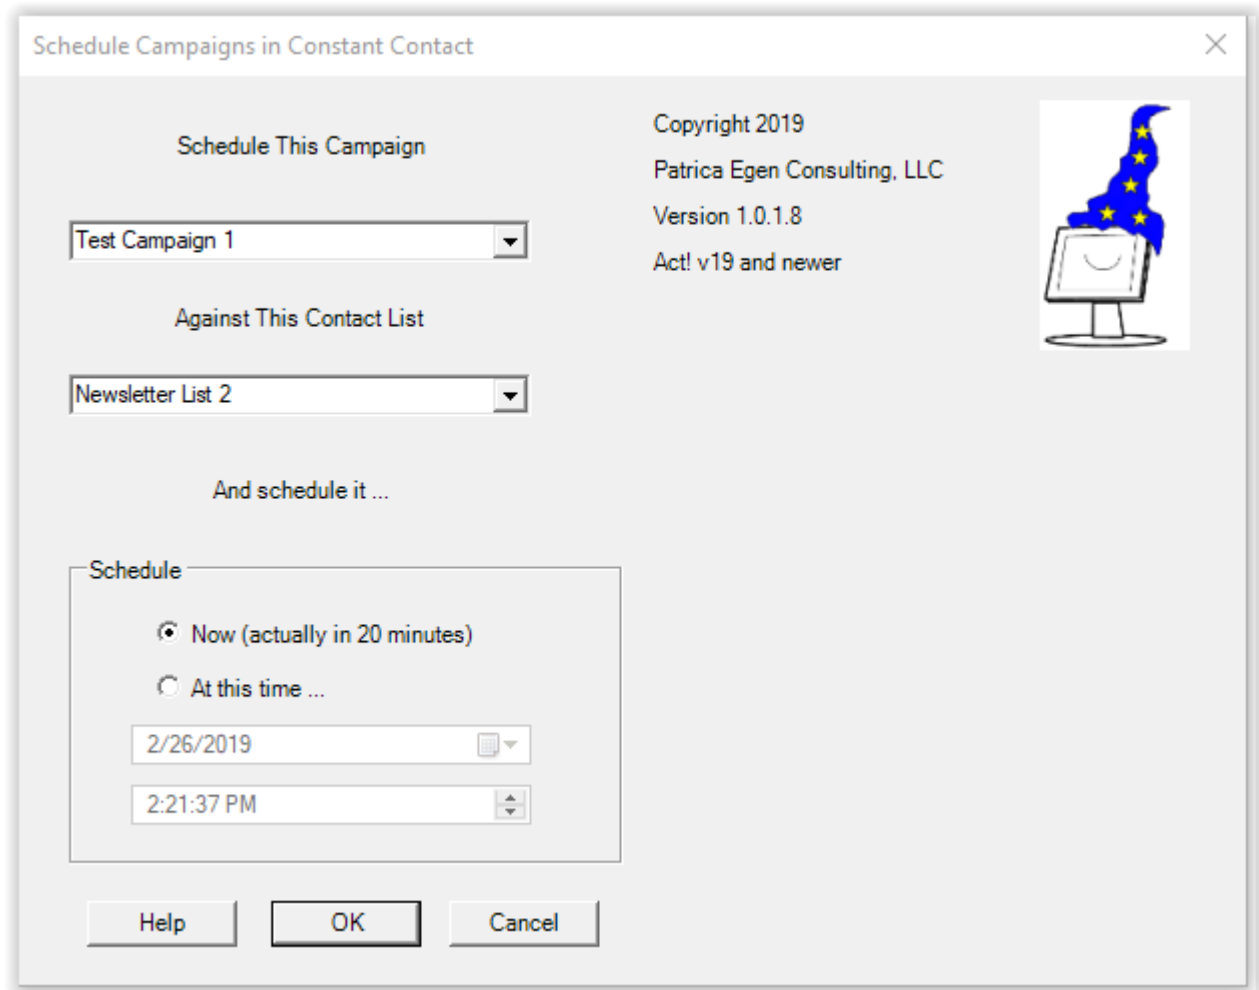 Schedule Campaigns in Constant Contact
Schedule This Campaign
Test Campaign 1
Against This Contact List
Newsletter List 2
And schedule it ...
Schedule
Now (actually in 20 minutes)
At this time ...
2/26/2019
2:21:37 PM
Help
OK
Cancel
Copyright 2019
Patrica Egen Consulting, LLC
Version 1.0.1.8
Act! v19 and newer